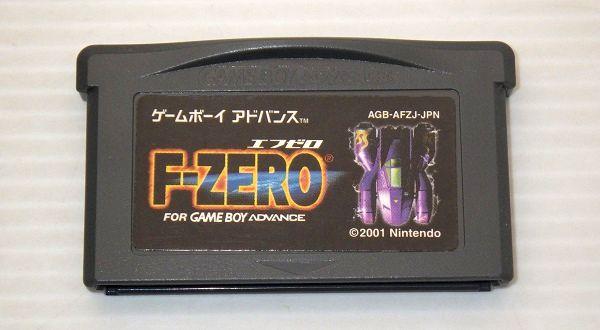 GAME BOY ADVANCE
ゲームボーイ アドバンス™
AGB-AFZJ-JPN
エフゼロ
F-ZERO®
FOR GAME BOY ADVANCE
©2001 Nintendo